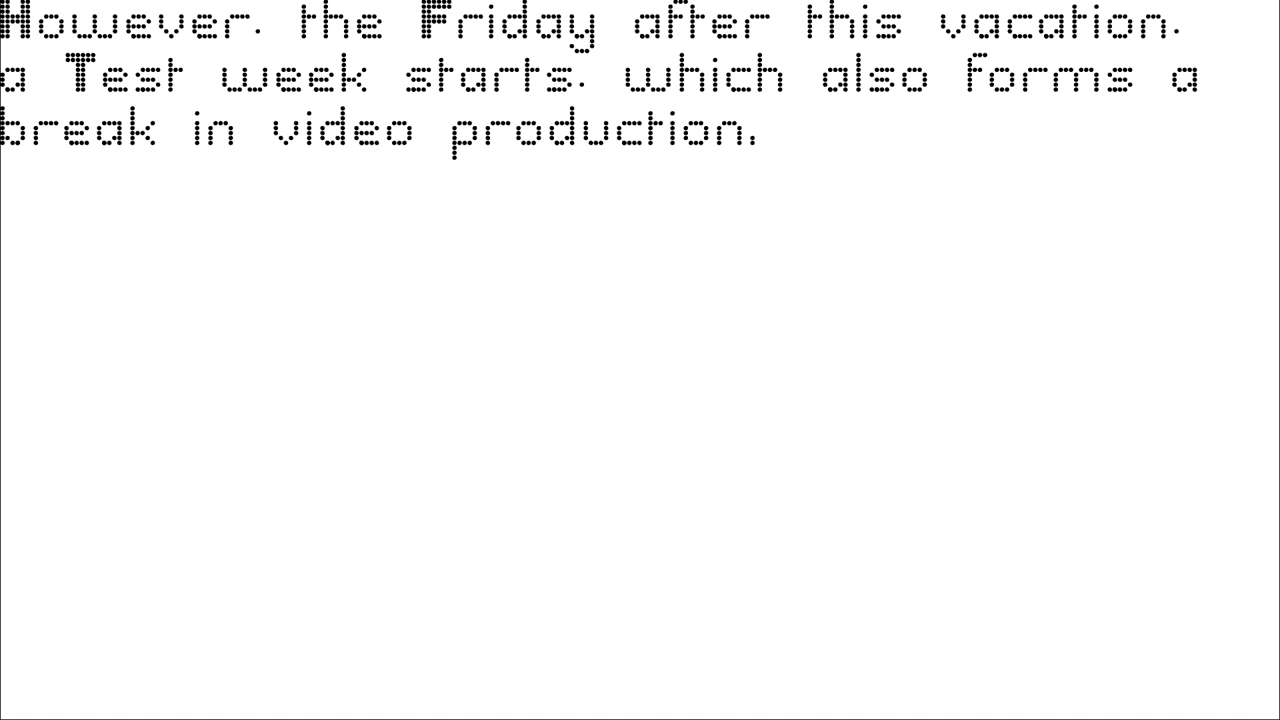 However, the Friday after this vacation,
a Test week starts, which also forms a
break in video production.